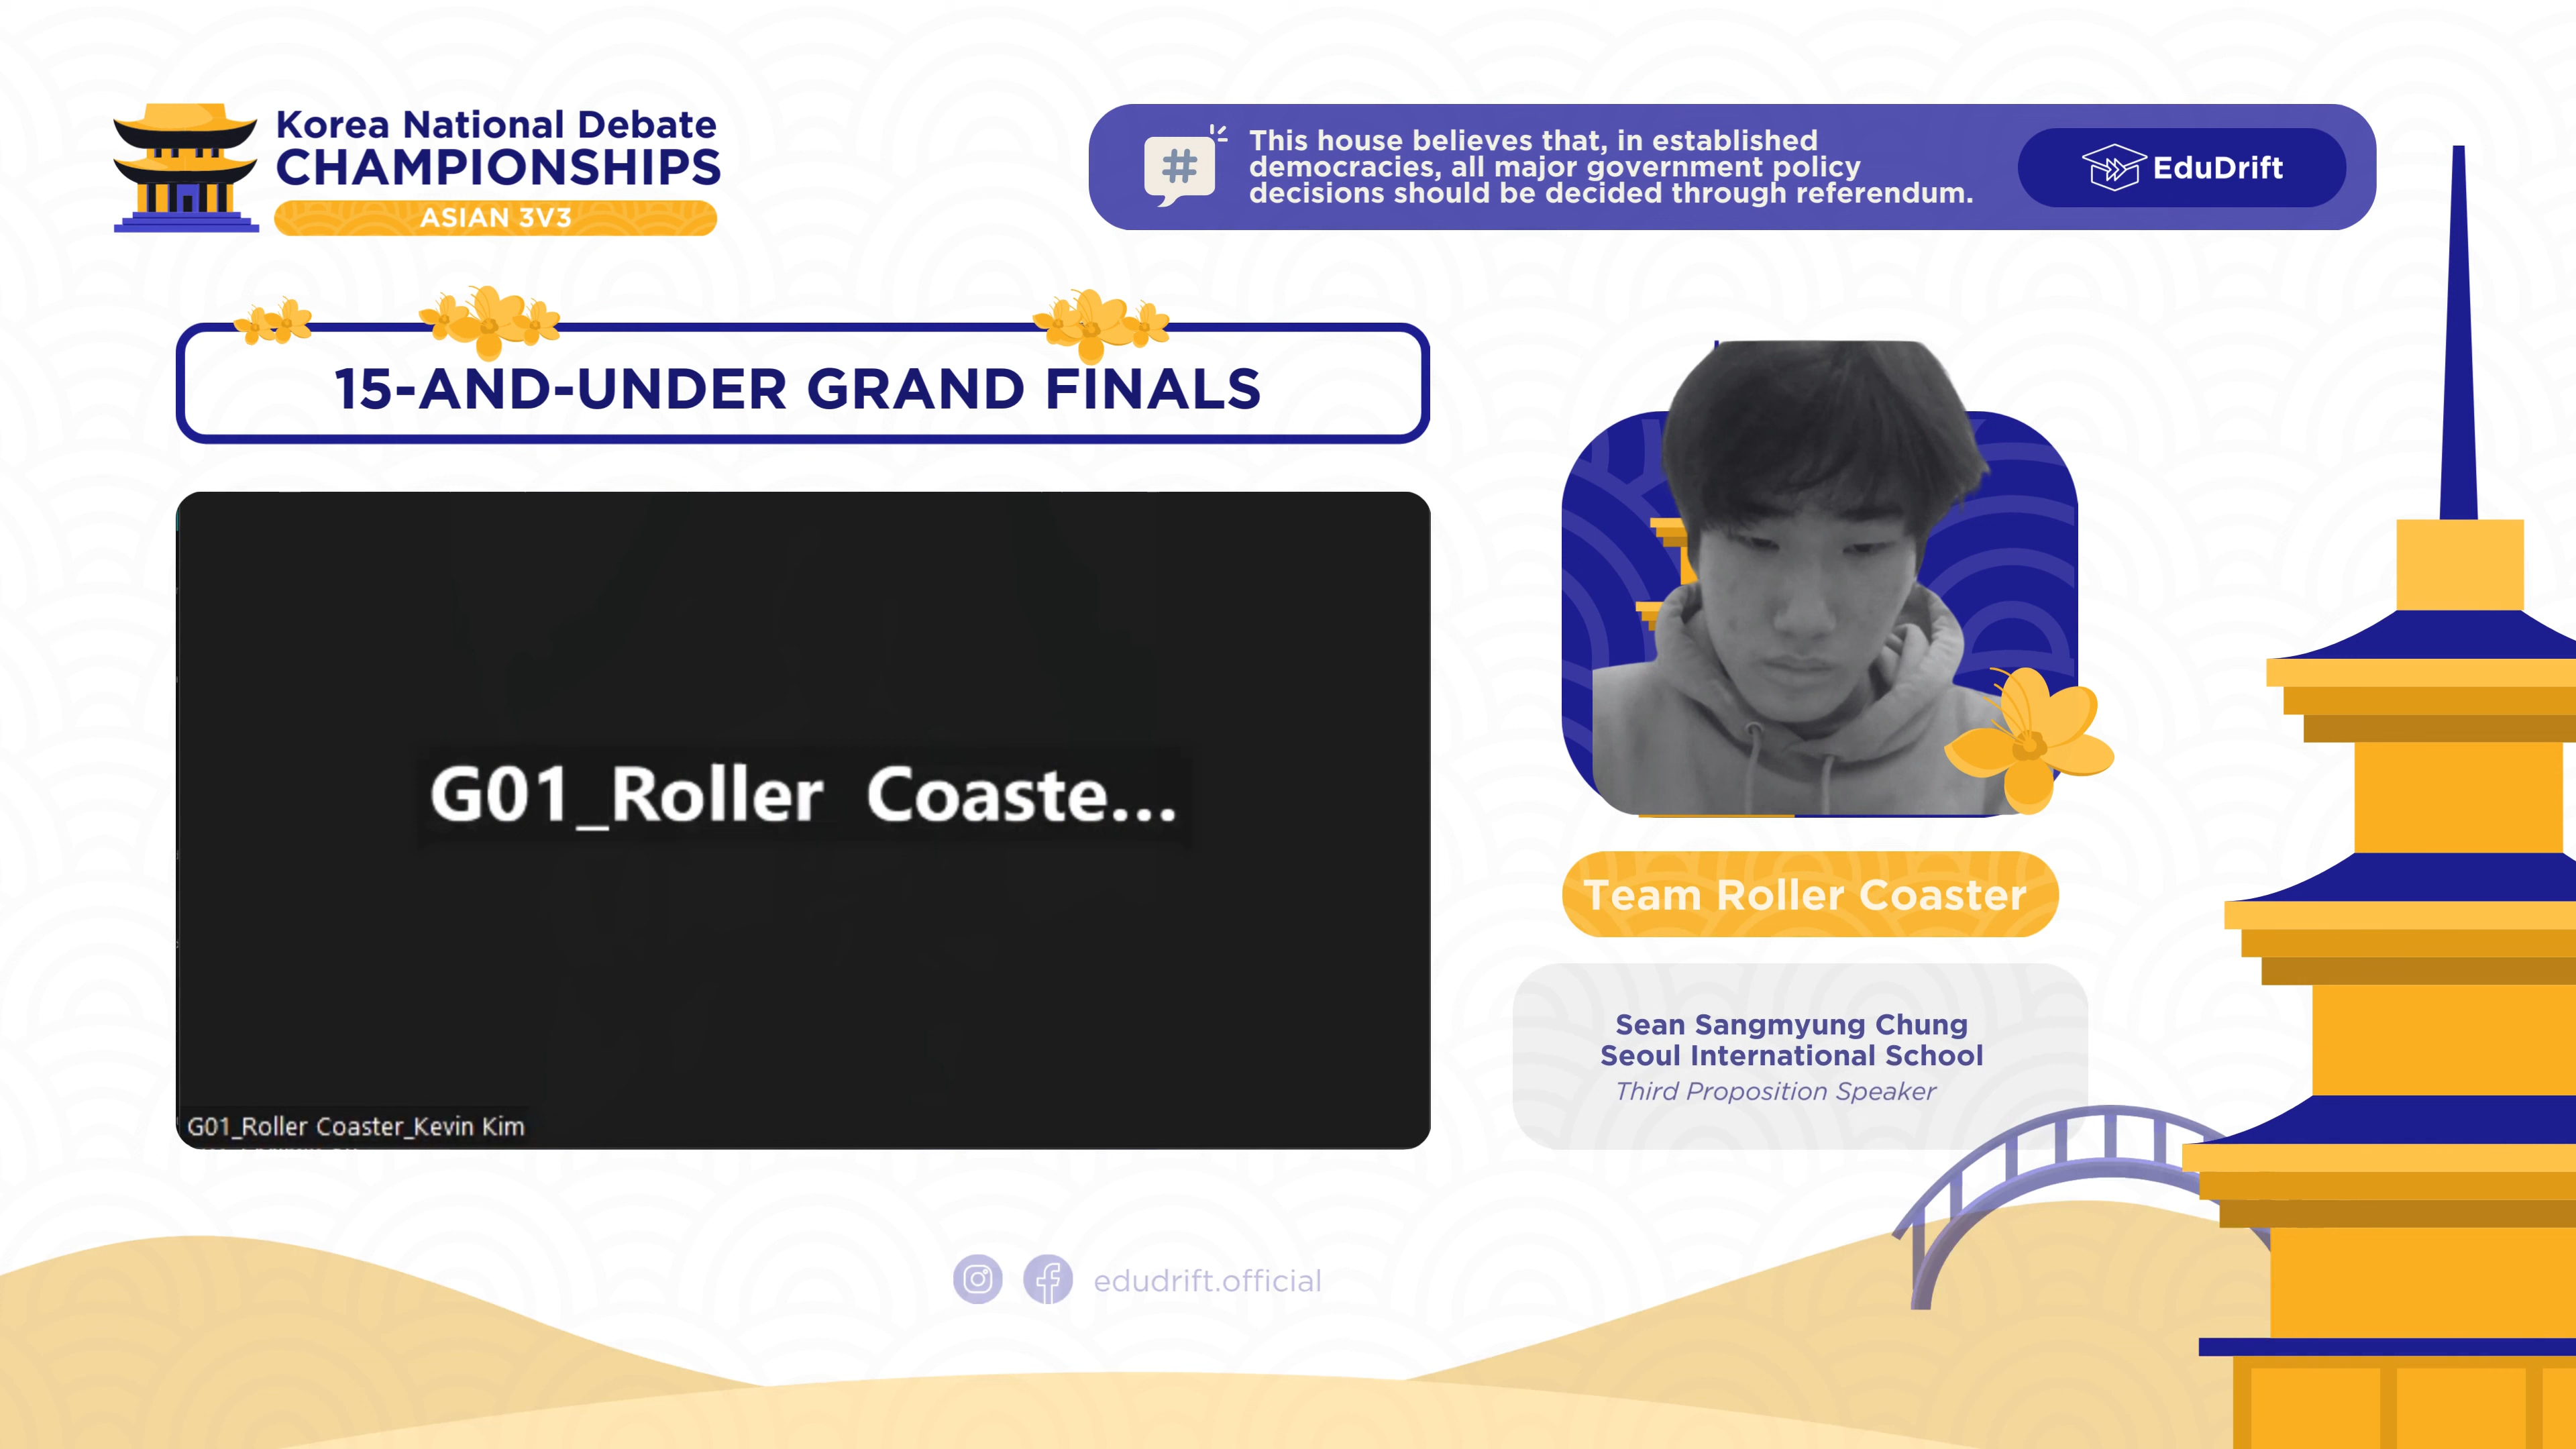 Korea National Debate
CHAMPIONSHIPS
ASIAN 3V3
This house believes that, in established
democracies, all major government policy
decisions should be decided through referendum.
EduDrift
15-AND-UNDER GRAND FINALS
G01_Roller Coaste...
G01_Roller Coaster_Kevin Kim
Team Roller Coaster
Sean Sangmyung Chung
Seoul International School
Third Proposition Speaker
edudrift.official